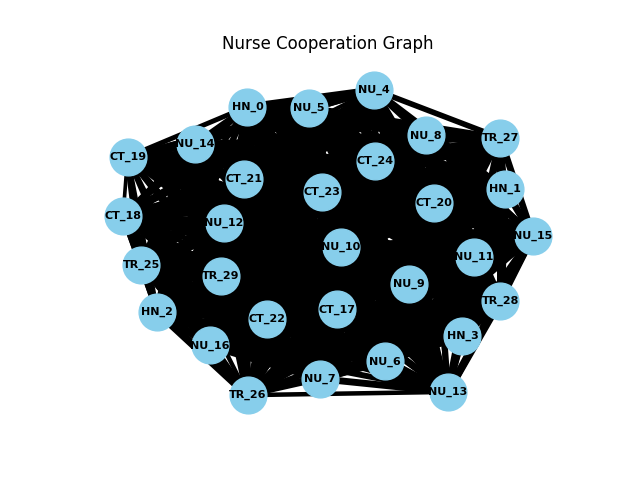 Nurse Cooperation Graph
NU_4
HN_0
NU_5
NU_8
TR_27
NU_14
CT_19
CT_24
CT_21
HN_1
CT_23
CT_20
CT_18
NU_12
NU_15
NU_10
NU_11
TR_25
TR_29
NU_9
TR_28
CT_17
HN_2
CT_22
HN_3
NU_16
NU_6
NU_7
NU_13
TR_26